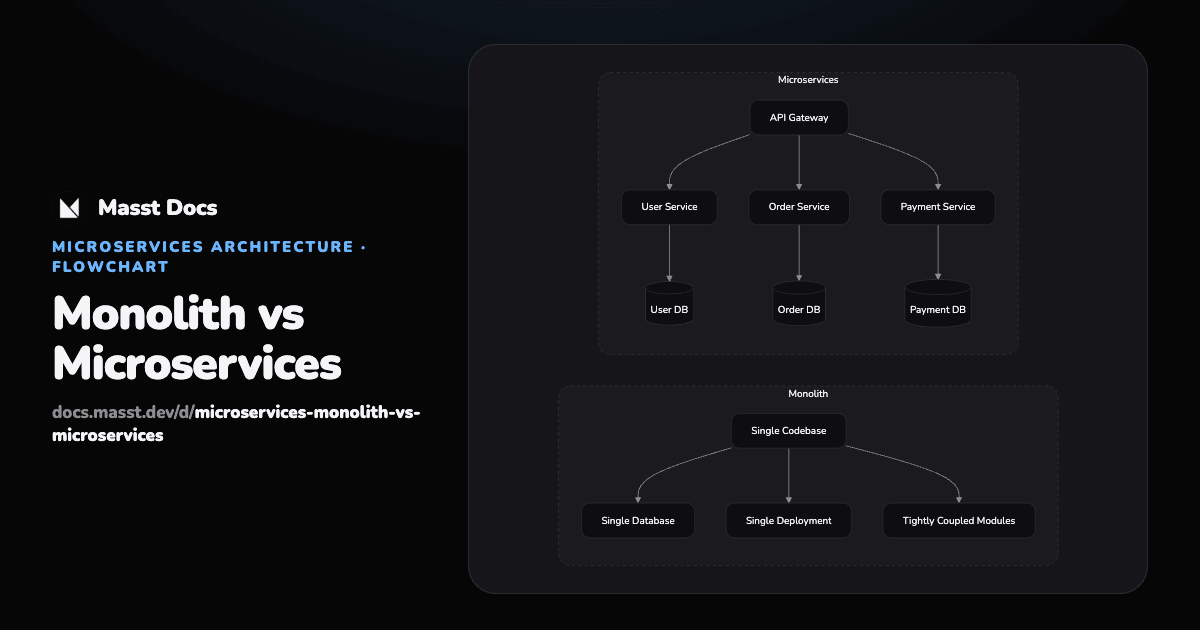 Masst Docs
MICROSERVICES ARCHITECTURE ·
FLOWCHART
Monolith vs
Microservices
docs.masst.dev/d/microservices-monolith-vs-
microservices
Microservices
API Gateway
User Service
Order Service
Payment Service
User DB
Order DB
Payment DB
Monolith
Single Codebase
Single Database
Single Deployment
Tightly Coupled Modules